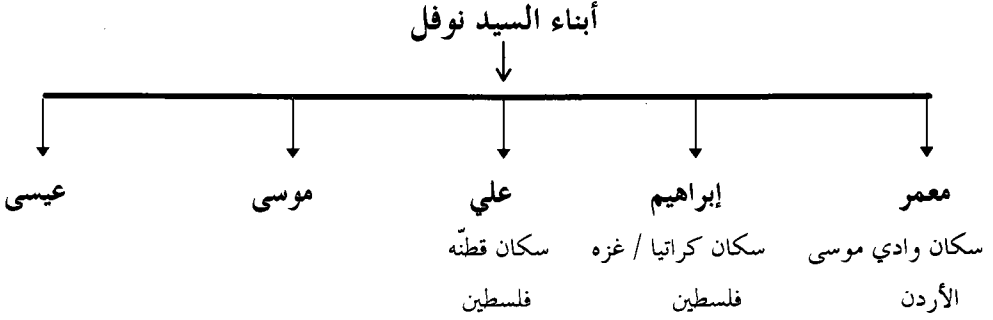 أبناء السيد نوفل
معمر إبراهيم علي موسى عيسى
سكان وادي موسى سكان كراتيا / غزه سكان قطنّه
الأردن فلسطين فلسطين